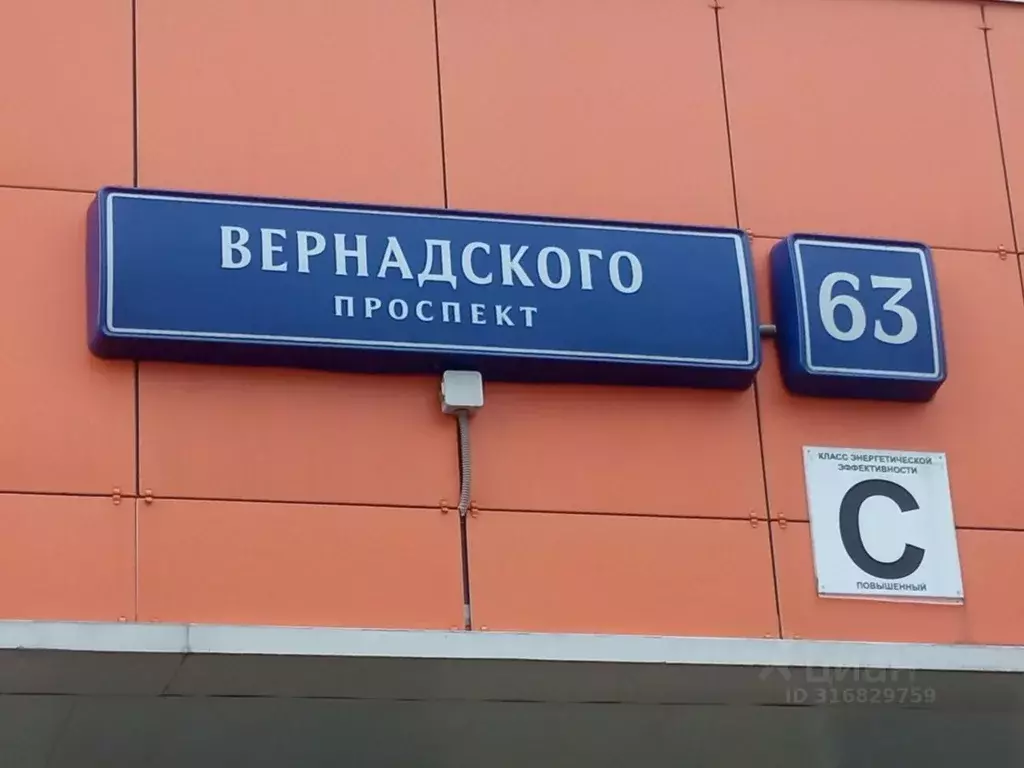 ВЕРНАДСКОГО
ПРОСПЕКТ
63
КЛАСС ЭНЕРГЕТИЧЕСКОЙ
ЭФФЕКТИВНОСТИ
С
ПОВЫШЕННЫЙ
ЦИАН
ID 316829759